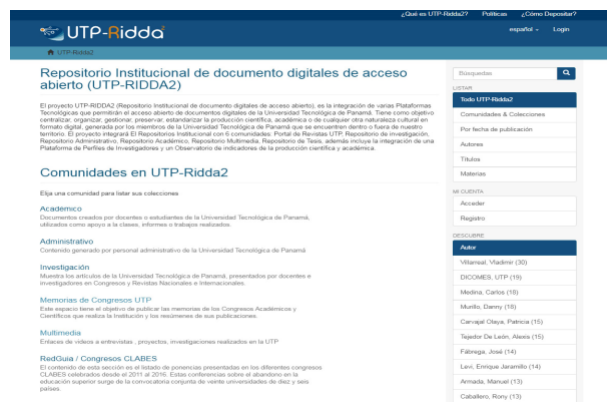 ¿Qué es UTP-Ridda2? Políticas ¿Cómo Depositar?
UTP-Ridda2
español Login
UTP-Ridda2
Repositorio Institucional de documento digitales de acceso
abierto (UTP-RIDDA2)
El proyecto UTP-RIDDA2 (Repositorio Institucional de documento digitales de acceso abierto), es la integración de varias Plataformas
Tecnológicas que permitirán el acceso abierto de documentos digitales de la Universidad Tecnológica de Panamá. Tiene como objetivo
centralizar, organizar, gestionar, preservar, estandarizar la producción científica, académica o de cualquier otra naturaleza cultural en
formato digital, generada por los miembros de la Universidad Tecnológica de Panamá que se encuentren dentro o fuera de nuestro
territorio. El proyecto integrará El Repositorios Institucional con 6 comunidades: Portal de Revistas UTP, Repositorio de Investigación,
Repositorio Administrativo, Repositorio Académico, Repositorio Multimedia, Repositorio de Tesis, además incluye la integración de una
Plataforma de Perfiles de Investigadores y un Observatorio de indicadores de la producción científica y académica.
Comunidades en UTP-Ridda2
Elija una comunidad para listar sus colecciones
Académico
Documentos creados por docentes o estudiantes de la Universidad Tecnológica de Panamá,
utilizados como apoyo a la clases, informes o trabajos realizados.
Administrativo
Contenido generado por personal administrativo de la Universidad Tecnológica de Panamá
Investigación
Muestra los artículos de la Universidad Tecnológica de Panamá, presentados por docentes e
investigadores en Congresos y Revistas Nacionales e Internacionales.
Memorias de Congresos UTP
Este espacio tiene el objetivo de publicar las memorias de los Congresos Académicos y
Científicos que realiza la Institución y los resúmenes de sus publicaciones.
Multimedia
Enlaces de videos a entrevistas , proyectos, investigaciones realizados en la UTP
RedGuia / Congresos CLABES
El contenido de esta sección es el listado de ponencias presentadas en los diferentes congresos
CLABES celebrados desde el 2011 al 2016. Estas conferencias sobre el abandono en la
educación superior surge de la convocatoria conjunta de veinte universidades de diez y seis
países.
Búsquedas
LISTAR
Todo UTP-Ridda2
Comunidades & Colecciones
Por fecha de publicación
Autores
Títulos
Materias
MI CUENTA
Acceder
Registro
DESCUBRE
Autor
Villarreal, Vladimir (30)
DICOMES, UTP (19)
Medina, Carlos (18)
Murillo, Danny (18)
Carvajal Olaya, Patricia (15)
Tejedor De León, Alexis (15)
Fábrega, José (14)
Levi, Enrique Jaramillo (14)
Armada, Manuel (13)
Caballero, Rony (13)